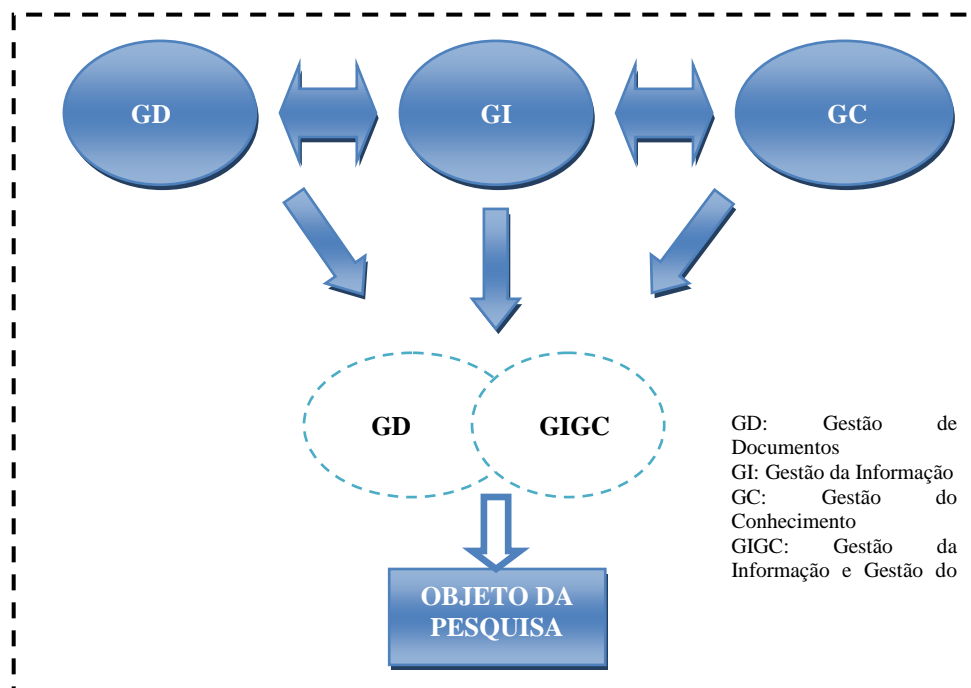 GD GI GC
GD GIGC
GD: Gestão de
Documentos
GI: Gestão da Informação
GC: Gestão do
Conhecimento
GIGC: Gestão da
Informação e Gestão do
OBJETO DA
PESQUISA